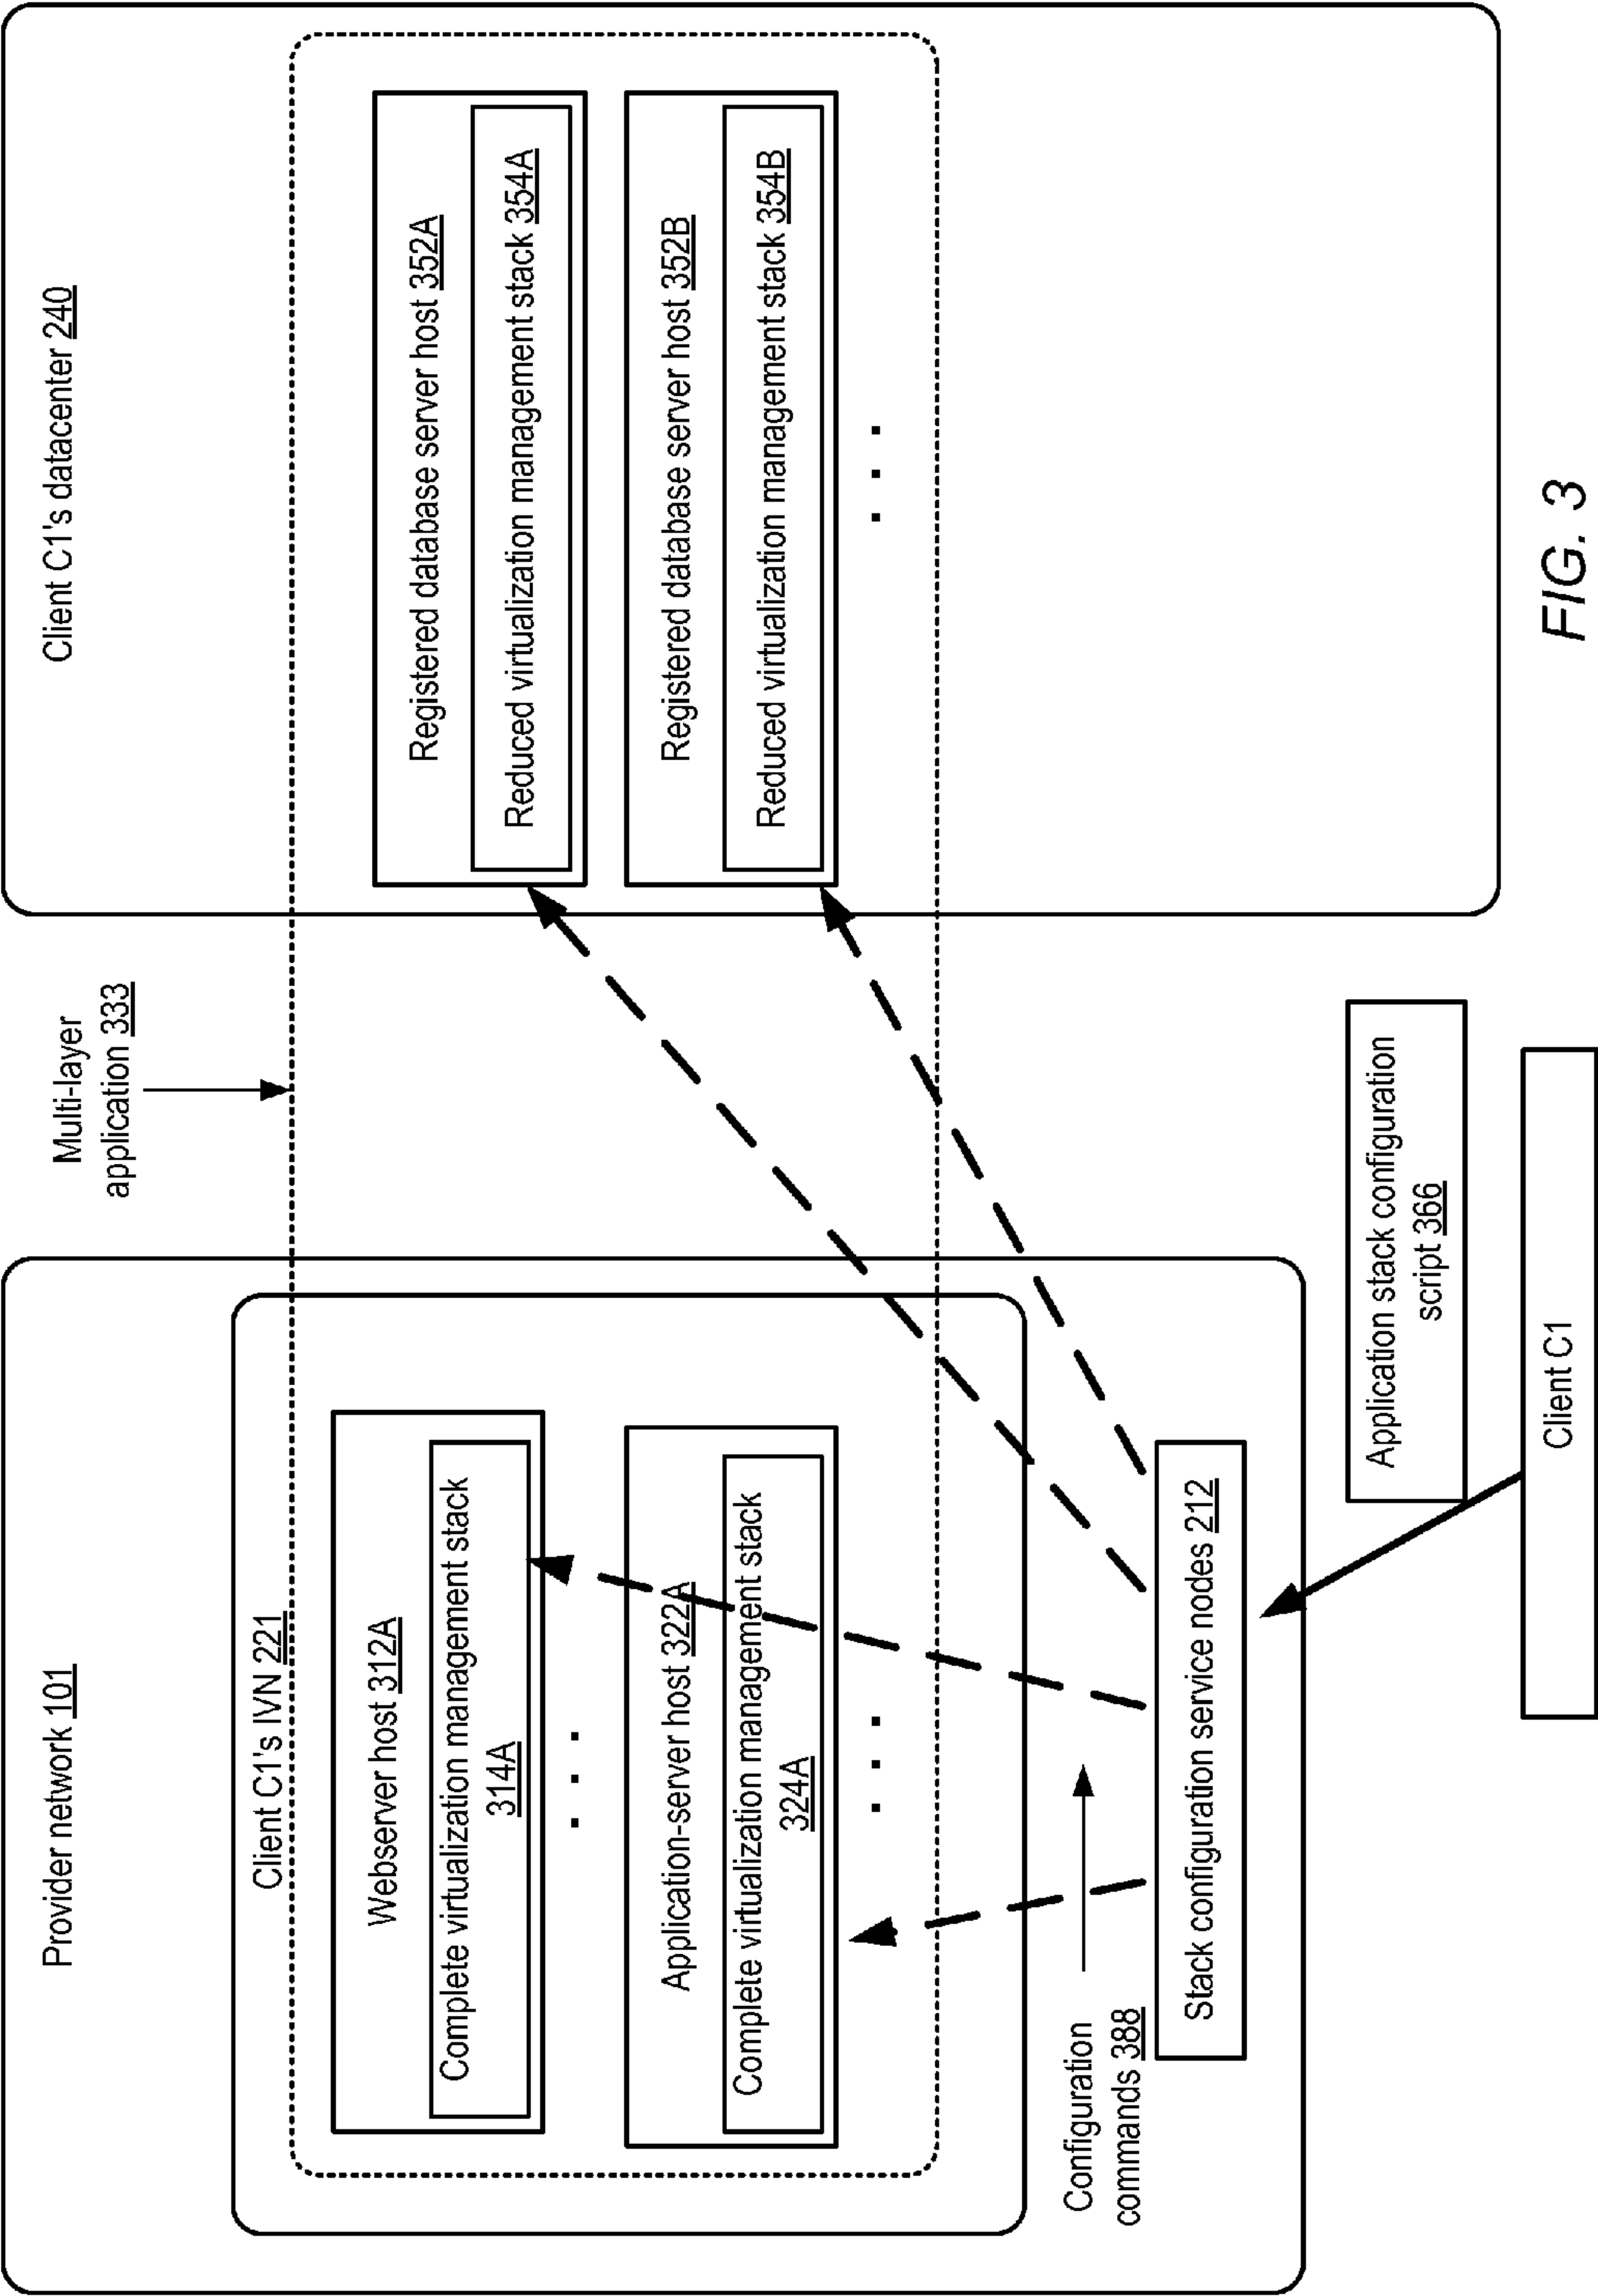 Provider network 101
Client C1's IVN 221
Webserver host 312A
Complete virtualization management stack
314A
. . .
Application-server host 322A
Complete virtualization management stack
324A
. . .
Configuration
commands 388
Stack configuration service nodes 212
Multi-layer
application 333
Client C1's datacenter 240
Registered database server host 352A
Reduced virtualization management stack 354A
Registered database server host 352B
Reduced virtualization management stack 354B
. . .
Application stack configuration
script 366
Client C1
FIG. 3